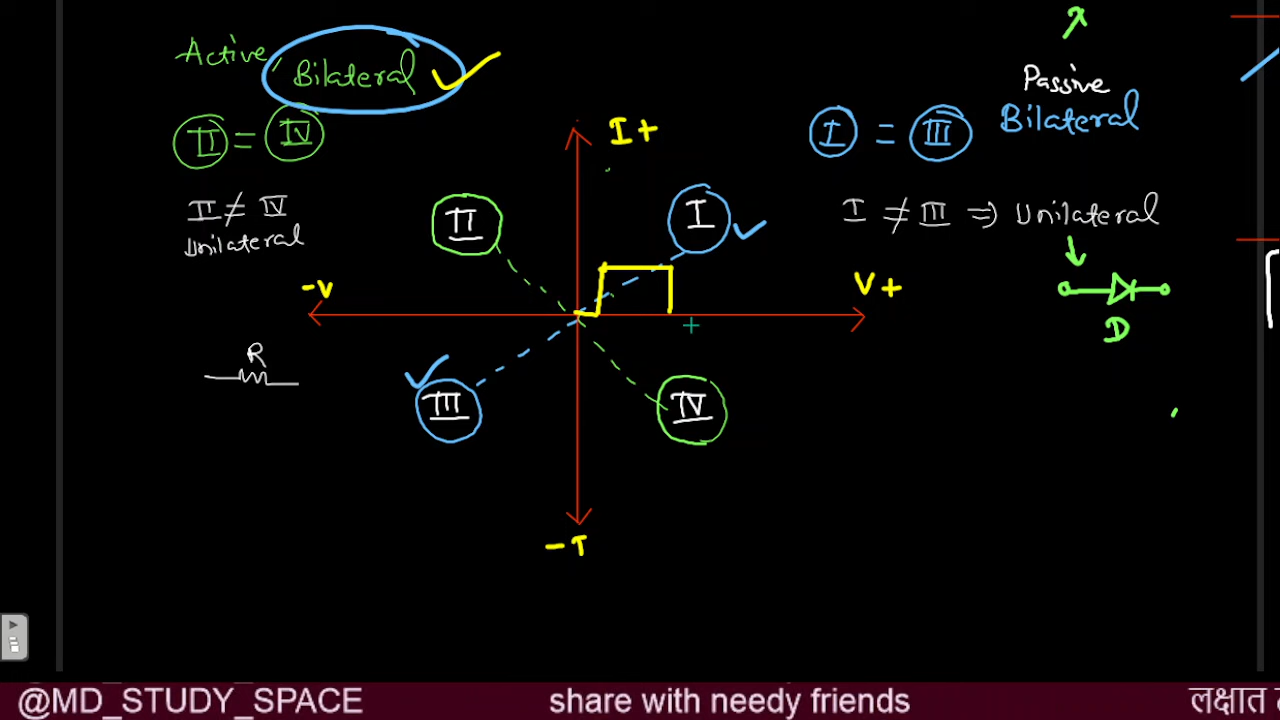 Active, Bilateral
II = IV
II ≠ IV
Unilateral
R
I+
-V
V+
II
I
III
IV
-I
Passive
I = III Bilateral
I ≠ III ⇒ Unilateral
D
@MD_STUDY_SPACE share with needy friends लक्षात